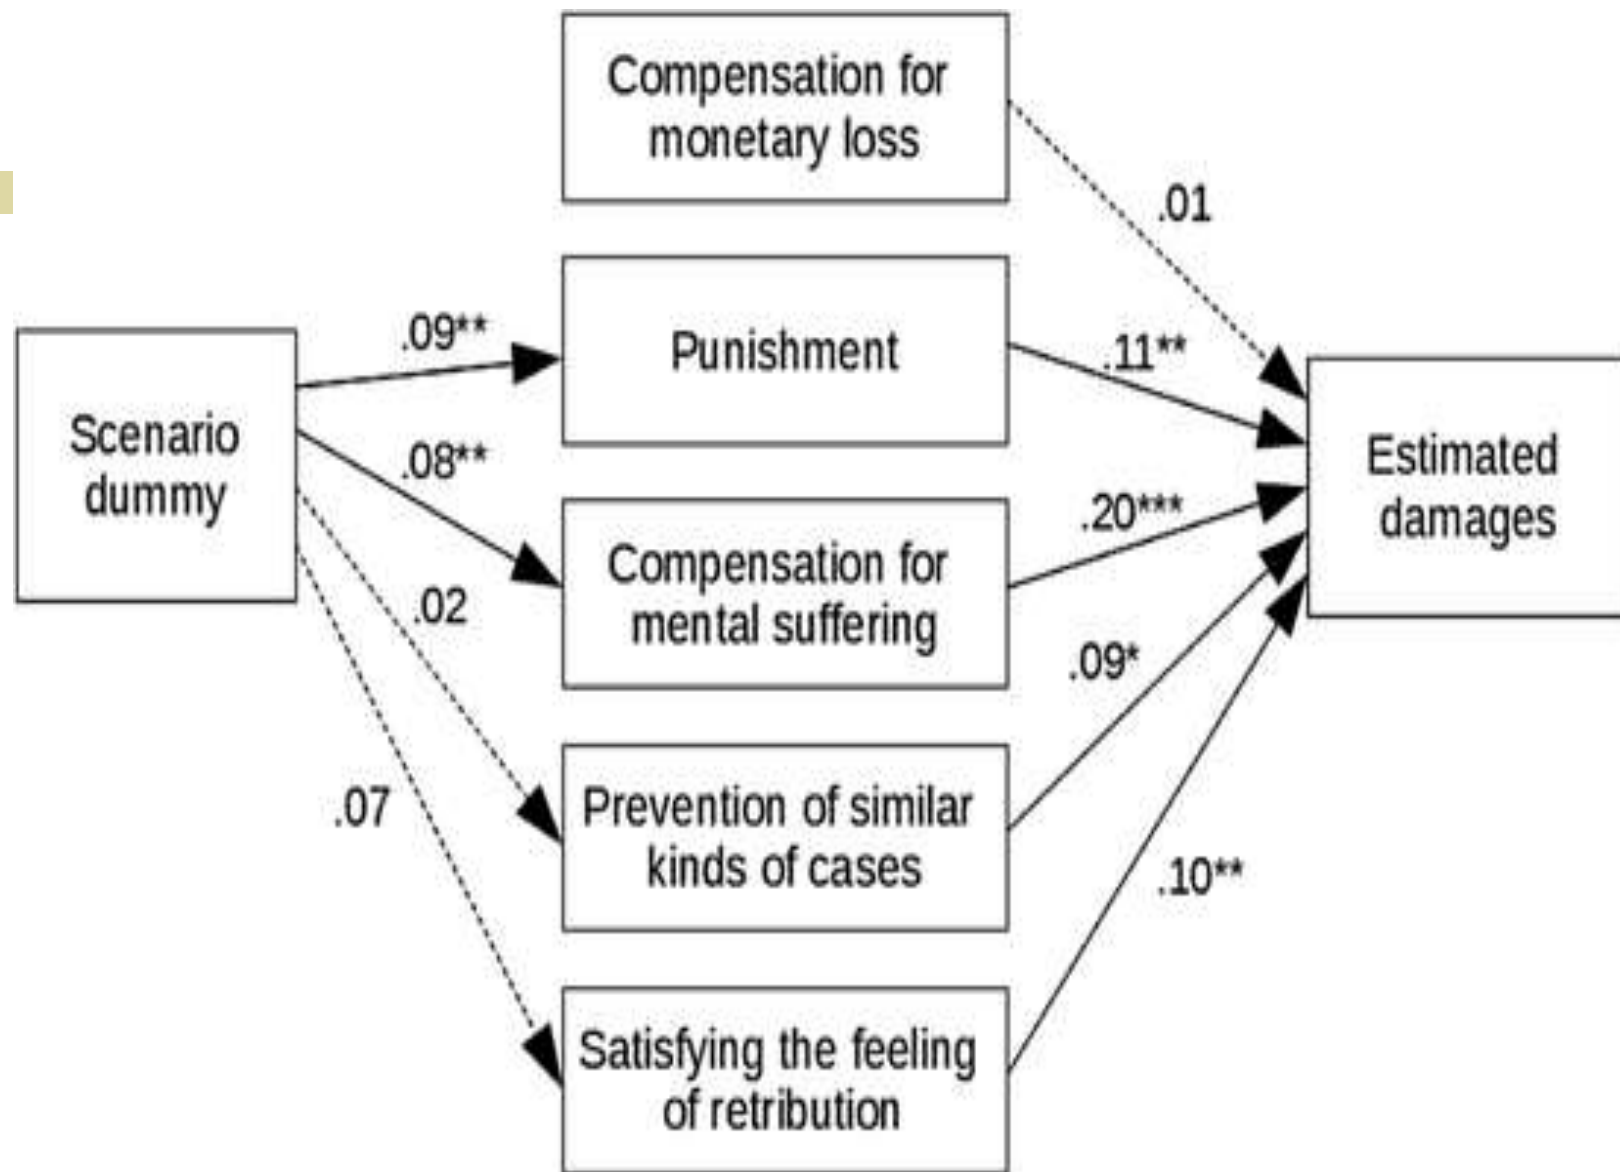 Compensation for
monetary loss
.01
Punishment
.09**
.11**
Scenario
dummy
.08**
Estimated
damages
.20***
Compensation for
mental suffering
.02
.09*
Prevention of similar
kinds of cases
.07
.10**
Satisfying the feeling
of retribution